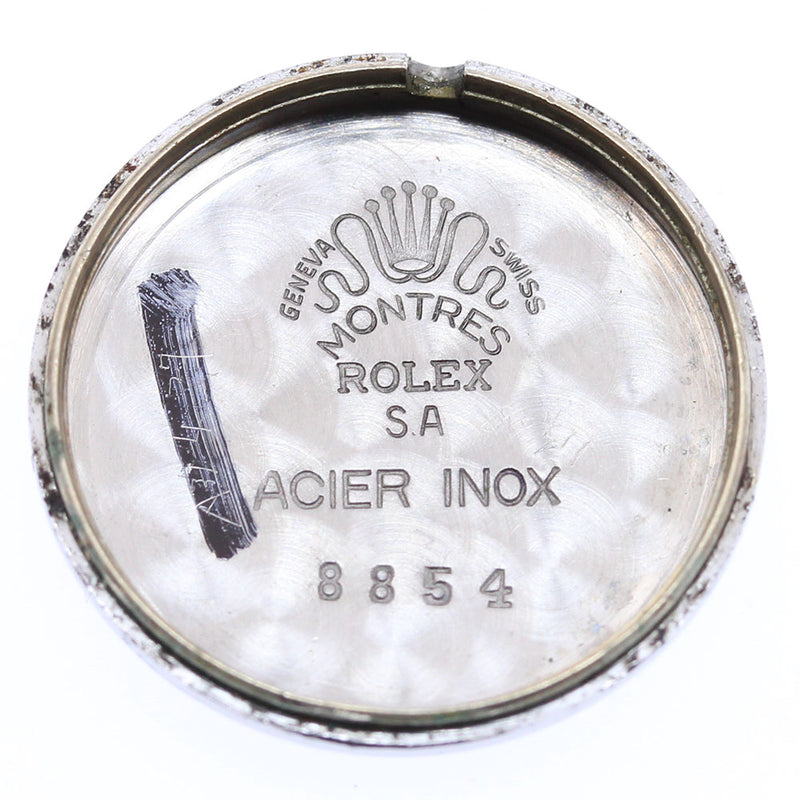 GENEVA SWISS
MONTRES
ROLEX
S.A
ACIER INOX
8854